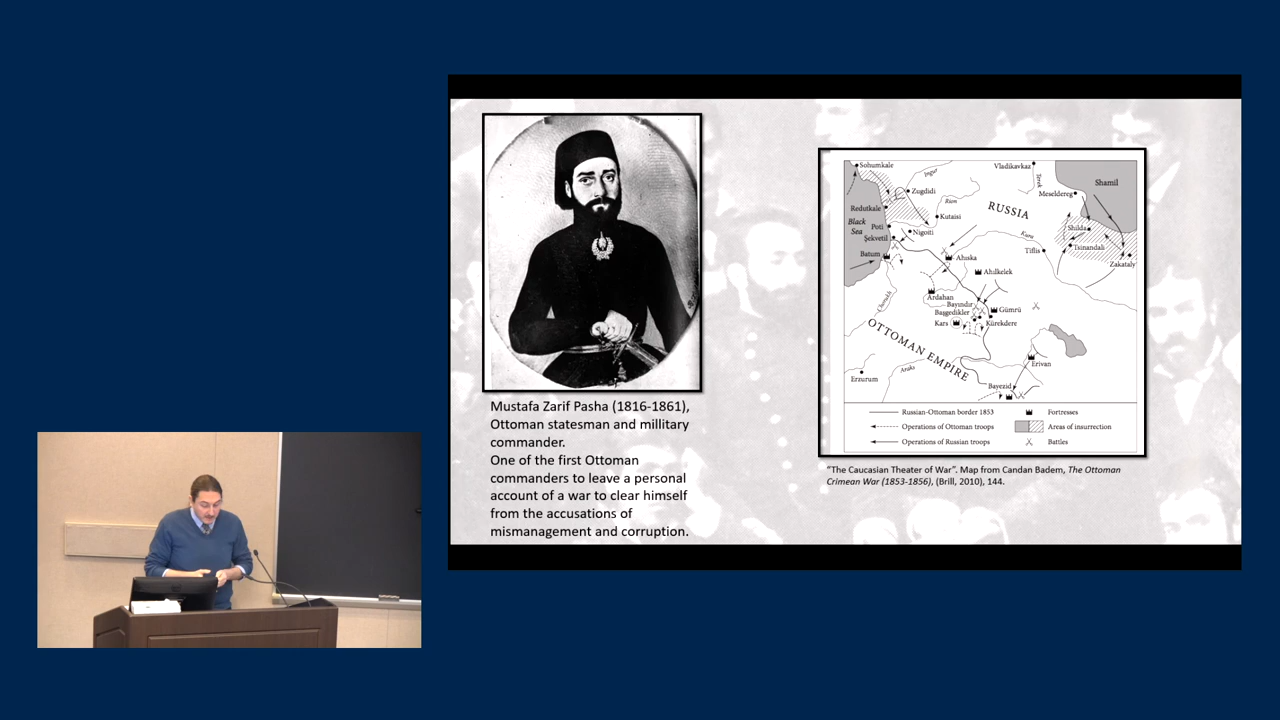 Mustafa Zarif Pasha (1816-1861),
Ottoman statesman and millitary
commander.
One of the first Ottoman
commanders to leave a personal
account of a war to clear himself
from the accusations of
mismanagement and corruption.
Sohumkale
Vladikavkaz
Ingur
Terek
Shamil
Zugdidi
Meseldereg
Rion
Redutkale
RUSSIA
Kutaisi
Black
Sea
Poti
Nigoiti
Shilda
Şekvetil
Kura
Tsinandali
Batum
Ahıska
Tiflis
Zakataly
Ahılkelek
Ardahan
Bayındır
Başgedikler
Gümrü
Kars
Kürekdere
OTTOMAN EMPIRE
Erivan
Araks
Erzurum
Bayezid
Russian-Ottoman border 1853
Fortresses
Operations of Ottoman troops
Areas of insurrection
Operations of Russian troops
Battles
“The Caucasian Theater of War”. Map from Candan Badem, The Ottoman
Crimean War (1853-1856), (Brill, 2010), 144.